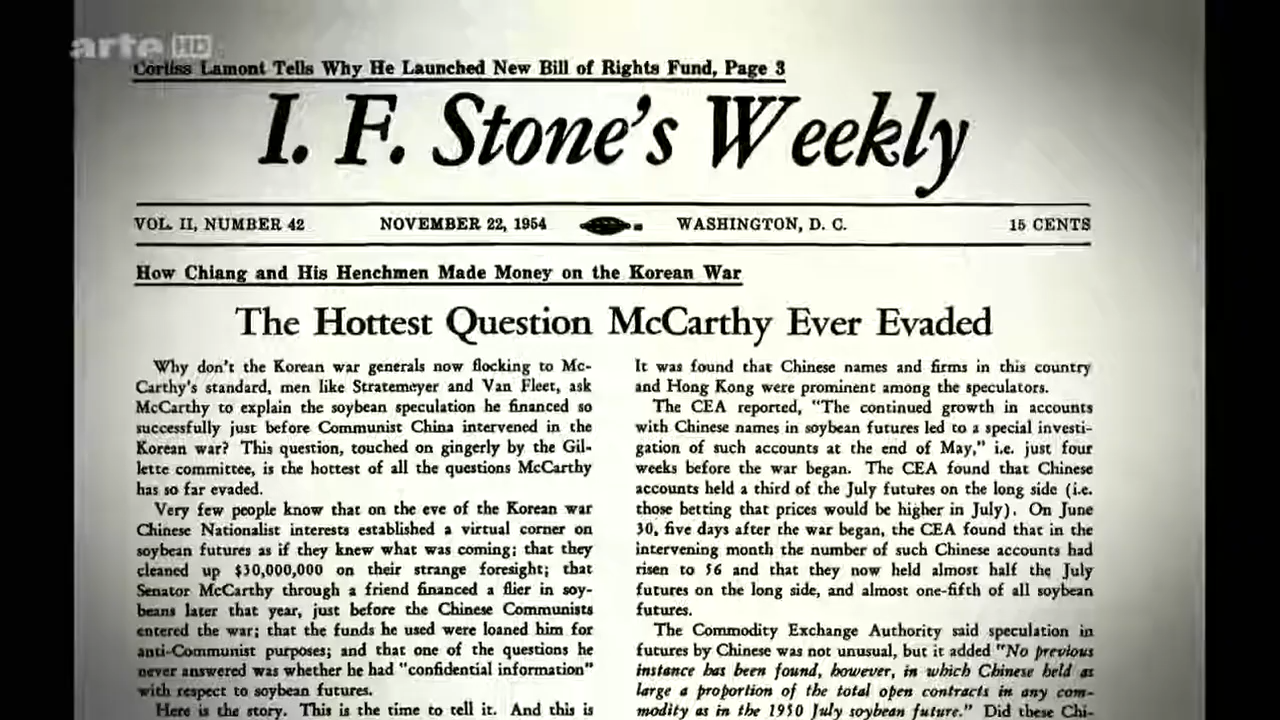 arte HD
Corliss Lamont Tells Why He Launched New Bill of Rights Fund, Page 3
I. F. Stone's Weekly
VOL. II, NUMBER 42 NOVEMBER 22, 1954 WASHINGTON, D. C. 15 CENTS
How Chiang and His Henchmen Made Money on the Korean War
The Hottest Question McCarthy Ever Evaded
Why don't the Korean war generals now flocking to Mc-
Carthy's standard, men like Stratemeyer and Van Fleet, ask
McCarthy to explain the soybean speculation he financed so
successfully just before Communist China intervened in the
Korean war? This question, touched on gingerly by the Gil-
lette committee, is the hottest of all the questions McCarthy
has so far evaded.
Very few people know that on the eve of the Korean war
Chinese Nationalist interests established a virtual corner on
soybean futures as if they knew what was coming; that they
cleaned up $30,000,000 on their strange foresight; that
Senator McCarthy through a friend financed a flier in soy-
beans later that year, just before the Chinese Communists
entered the war; that the funds he used were loaned him for
anti-Communist purposes; and that one of the questions he
never answered was whether he had "confidential information"
with respect to soybean futures.
Here is the story. This is the time to tell it. And this is
It was found that Chinese names and firms in this country
and Hong Kong were prominent among the speculators.
The CEA reported, "The continued growth in accounts
with Chinese names in soybean futures led to a special investi-
gation of such accounts at the end of May," i.e. just four
weeks before the war began. The CEA found that Chinese
accounts held a third of the July futures on the long side (i.e.
those betting that prices would be higher in July). On June
30, five days after the war began, the CEA found that in the
intervening month the number of such Chinese accounts had
risen to 56 and that they now held almost half the July
futures on the long side, and almost one-fifth of all soybean
futures.
The Commodity Exchange Authority said speculation in
futures by Chinese was not unusual, but it added "No previous
instance has been found, however, in which Chinese held as
large a proportion of the total open contracts in any com-
modity as in the 1950 July soybean future." Did these Chi-